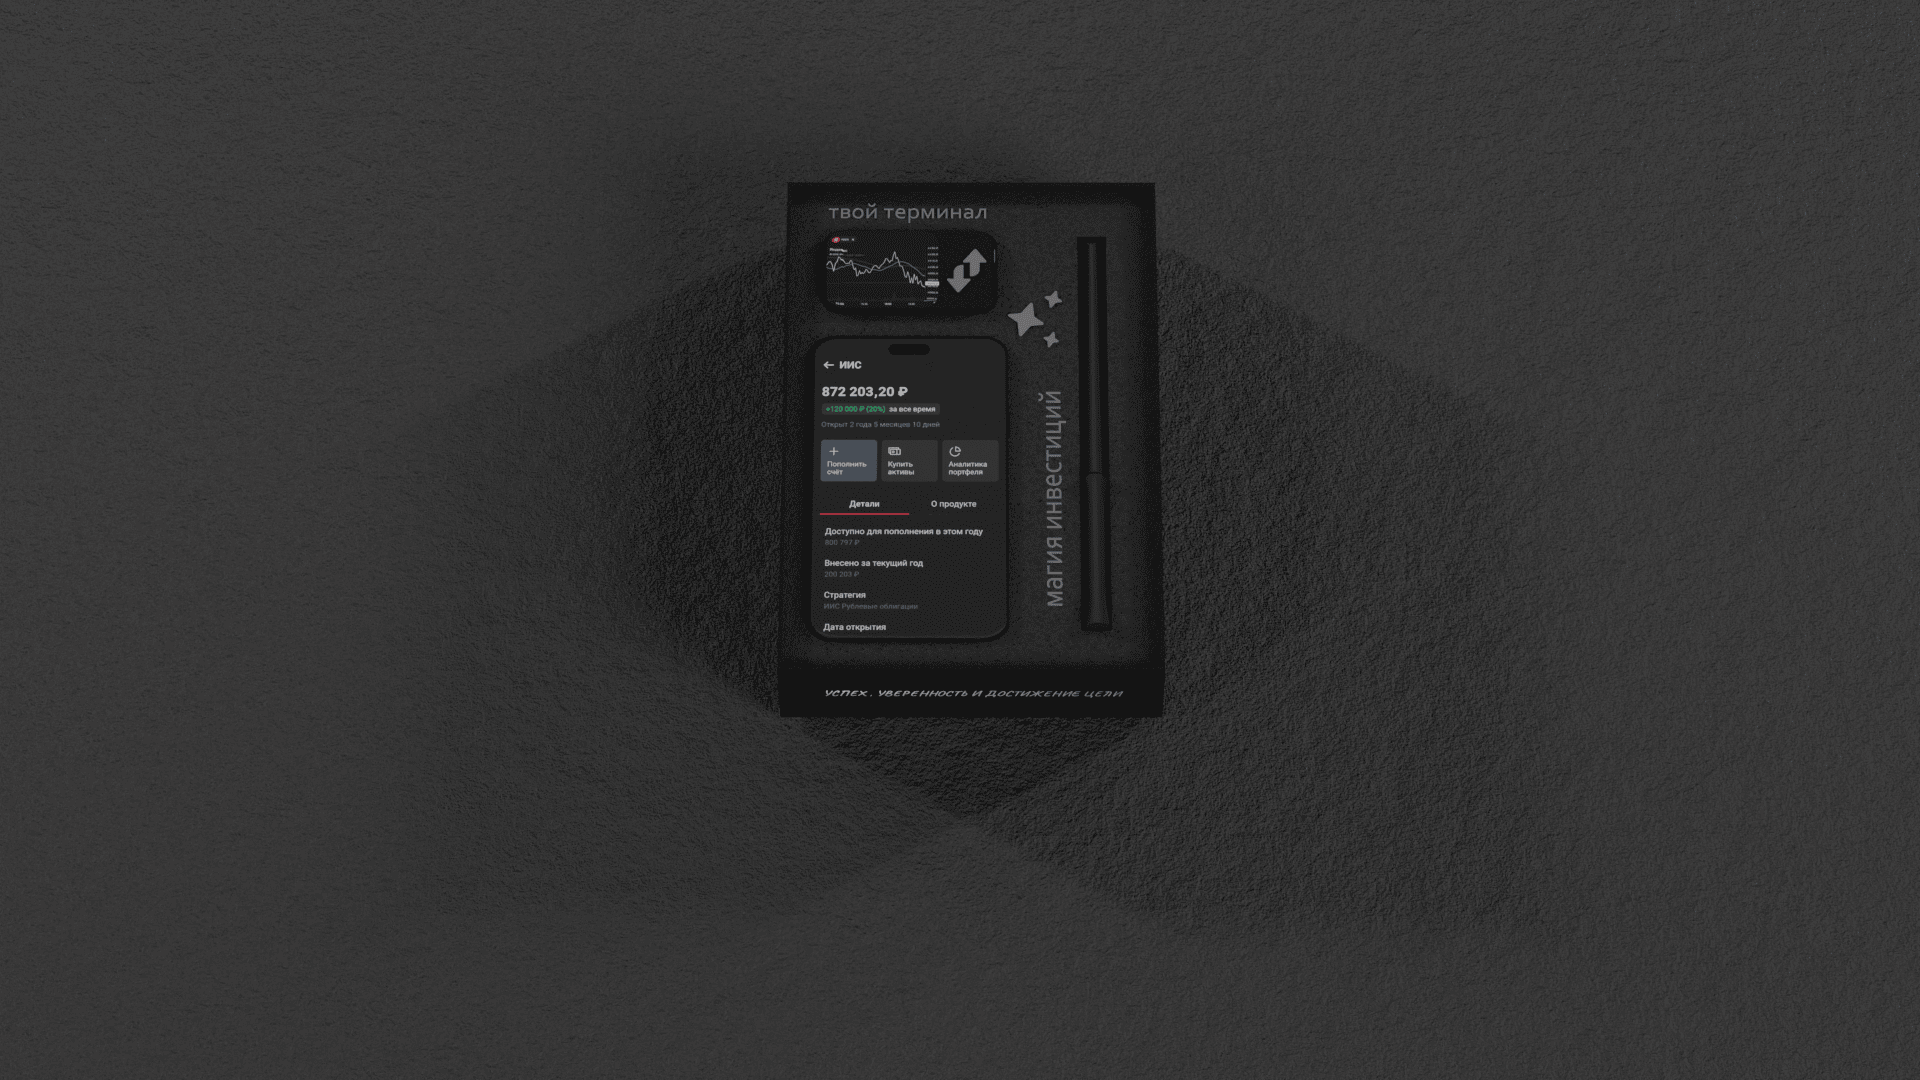 твой терминал
ИИС
872 203,20 ₽
+120 000 ₽ (20%) за все время
Открыт 2 года 5 месяцев 10 дней
Пополнить счёт
Купить активы
Аналитика портфеля
Детали
О продукте
Доступно для пополнения в этом году
800 797 ₽
Внесено за текущий год
200 203 ₽
Стратегия
ИИС Рублевые облигации
Дата открытия
магия инвестиций
УСПЕХ, УВЕРЕННОСТЬ И ДОСТИЖЕНИЕ ЦЕЛИ